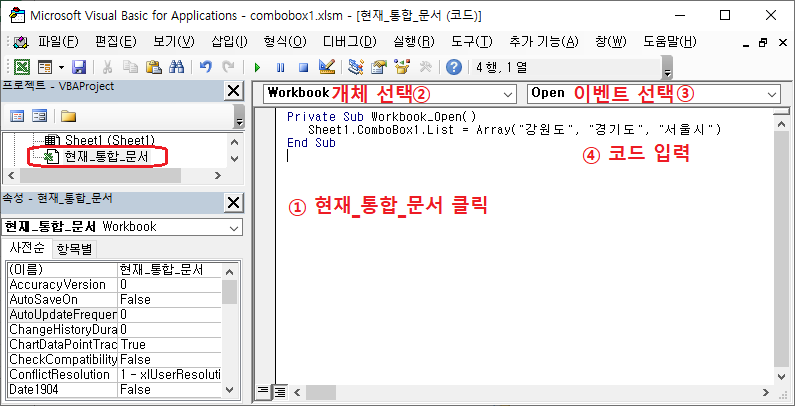 Microsoft Visual Basic for Applications - combobox1.xlsm - [현재_통합_문서 (코드)]
파일(F) 편집(E) 보기(V) 삽입(I) 형식(O) 디버그(D) 실행(R) 도구(T) 추가 기능(A) 창(W) 도움말(H)
4 행, 1 열
프로젝트 - VBAProject
Sheet1 (Sheet1)
현재_통합_문서
속성 - 현재_통합_문서
현재_통합_문서 Workbook
사전순 항목별
(이름) 현재_통합_문서
AccuracyVersion 0
AutoSaveOn False
AutoUpdateFrequen 0
ChangeHistoryDura 0
ChartDataPointTrac True
CheckCompatibility False
ConflictResolution 1 - xlUserResoluti
Date1904 False
Workbook 개체 선택②
Open 이벤트 선택③
Private Sub Workbook_Open()
Sheet1.ComboBox1.List = Array("강원도", "경기도", "서울시")
End Sub
④ 코드 입력
① 현재_통합_문서 클릭